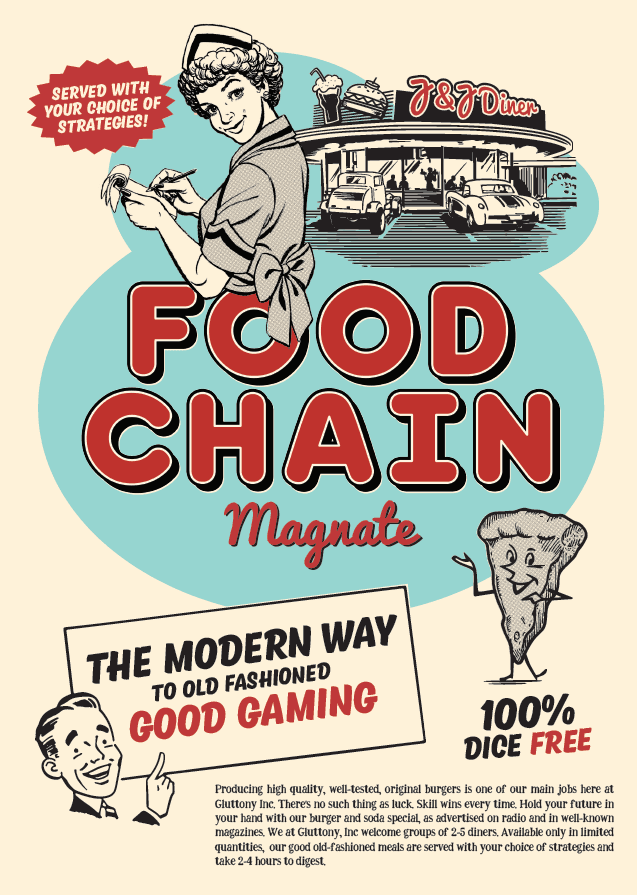 SERVED WITH
YOUR CHOICE OF
STRATEGIES!
J&J Diner
FOOD
CHAIN
Magnate
THE MODERN WAY
TO OLD FASHIONED
GOOD GAMING
100%
DICE FREE
Producing high quality, well-tested, original burgers is one of our main jobs here at
Gluttony Inc. There's no such thing as luck. Skill wins every time. Hold your future in
your hand with our burger and soda special, as advertised on radio and in well-known
magazines. We at Gluttony, Inc welcome groups of 2-5 diners. Available only in limited
quantities, our good old-fashioned meals are served with your choice of strategies and
take 2-4 hours to digest.